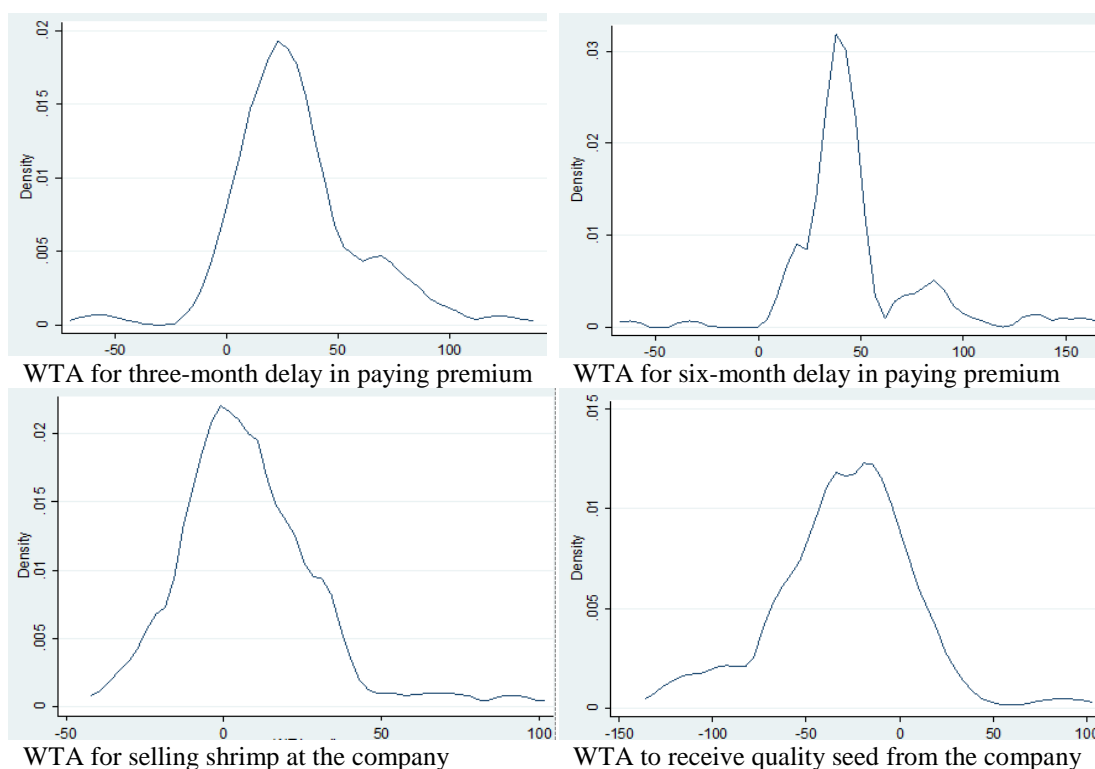 .02
.015
.01
.005
0
Density
-50 0 50 100
WTA for three-month delay in paying premium
.03
.02
.01
0
Density
-50 0 50 100 150
WTA for six-month delay in paying premium
.02
.015
.01
.005
0
Density
-50 0 50 100
WTA for selling shrimp at the company
.015
.01
.005
0
Density
-150 -100 -50 0 50 100
WTA to receive quality seed from the company